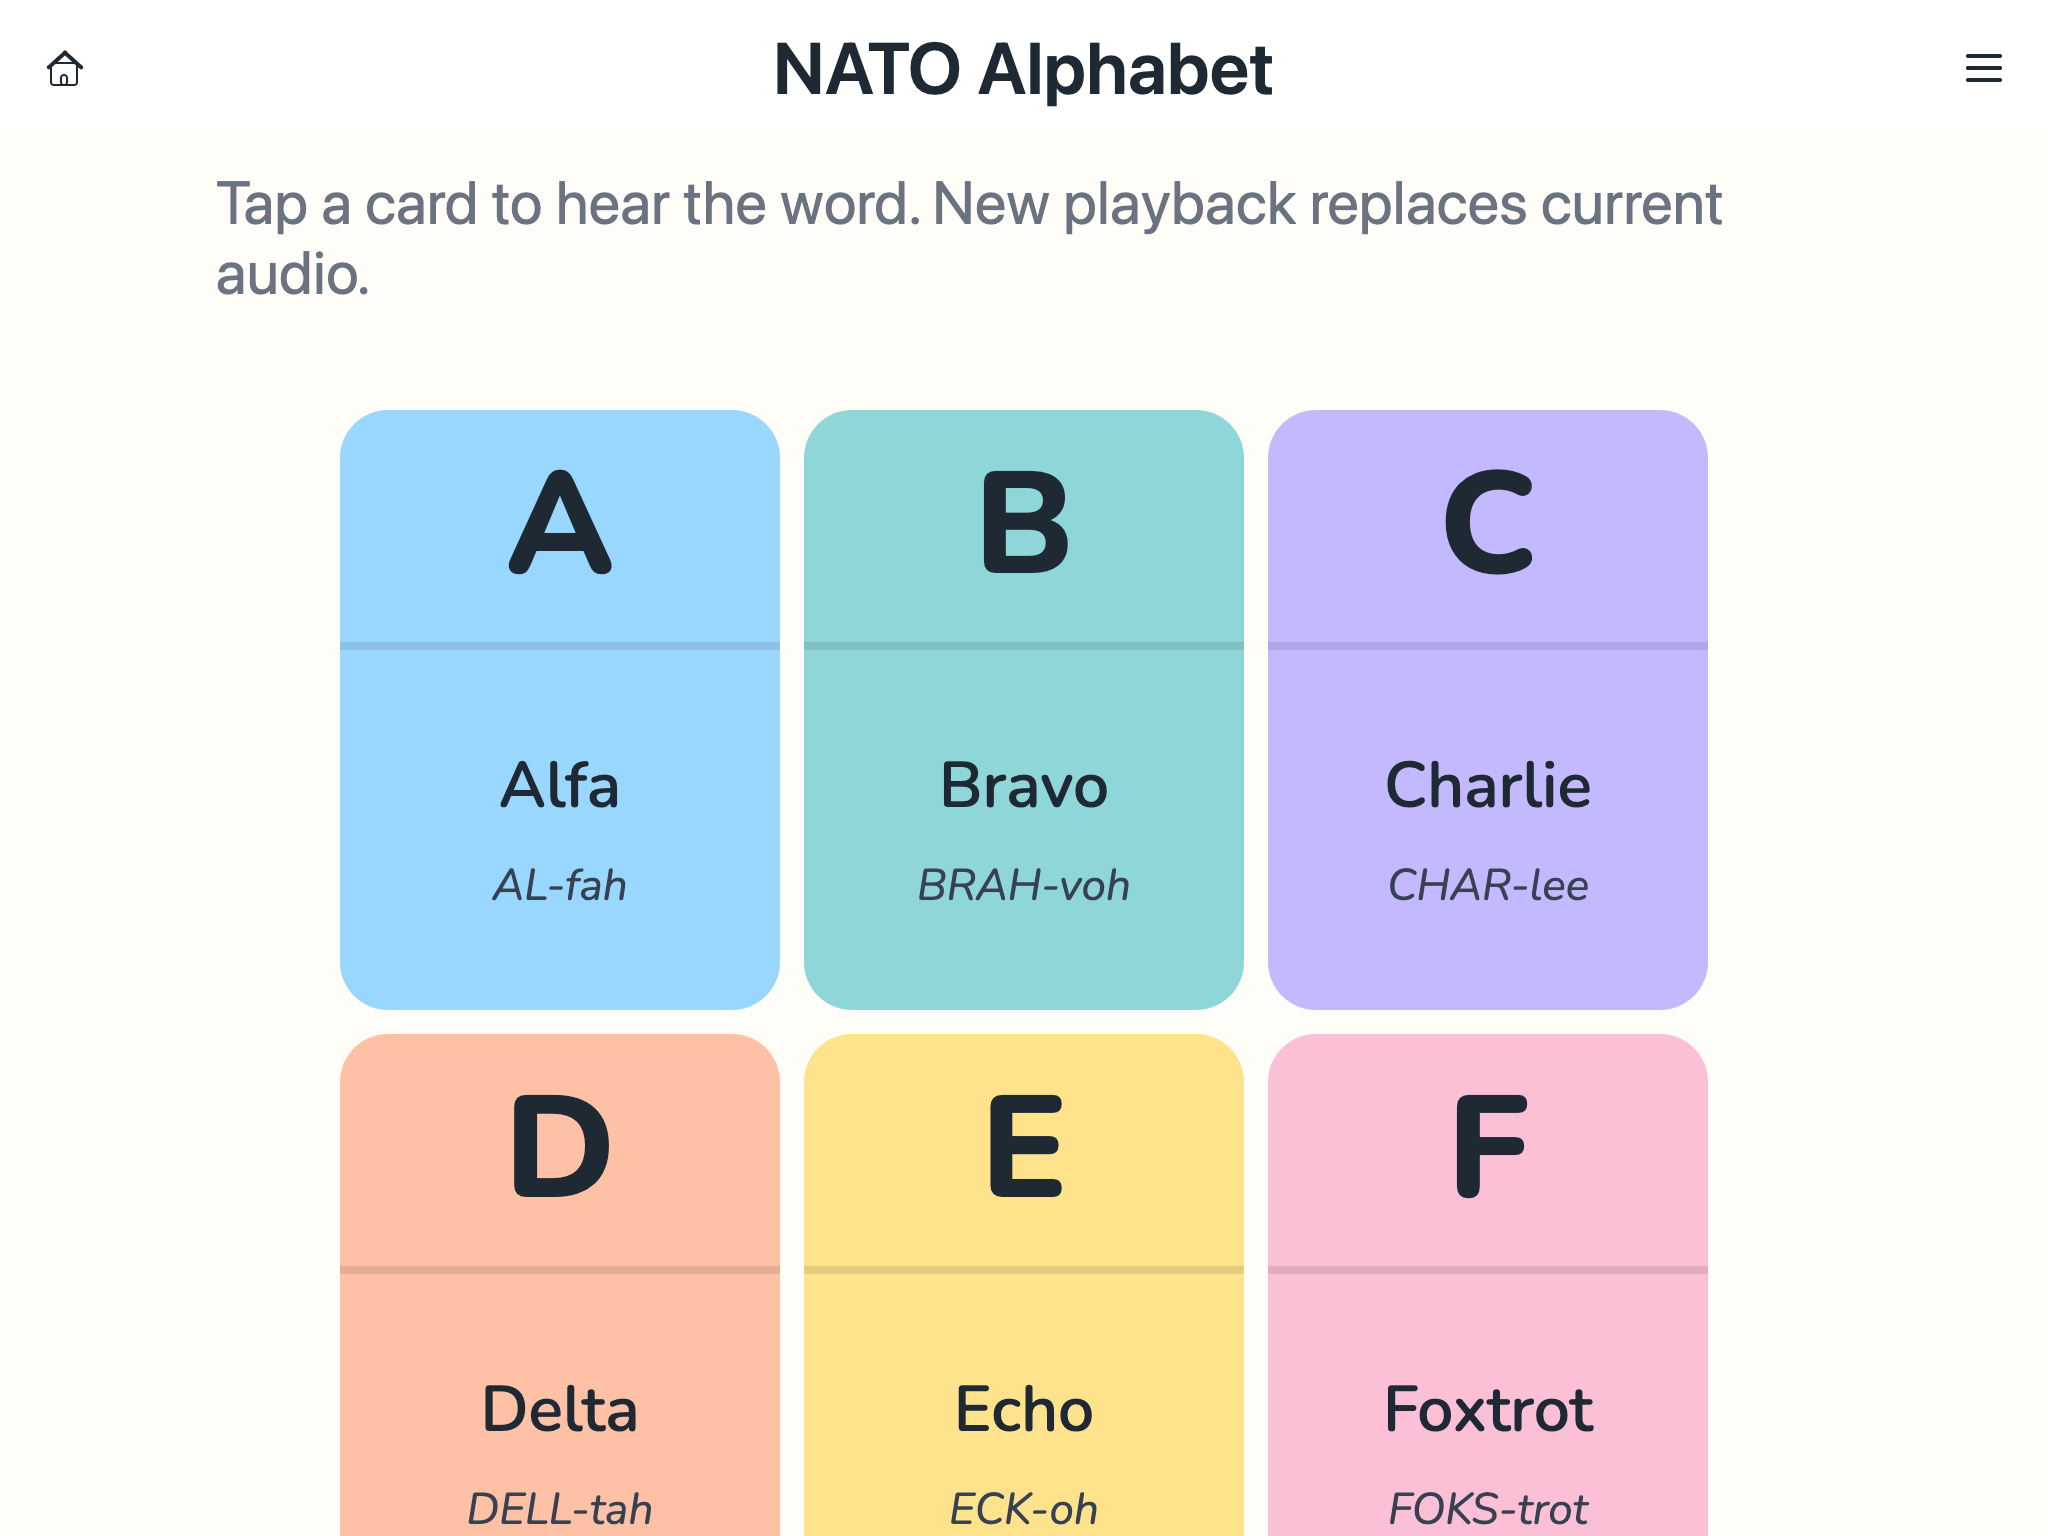 NATO Alphabet
Tap a card to hear the word. New playback replaces current
audio.
A
Alfa
AL-fah
B
Bravo
BRAH-voh
C
Charlie
CHAR-lee
D
Delta
DELL-tah
E
Echo
ECK-oh
F
Foxtrot
FOKS-trot